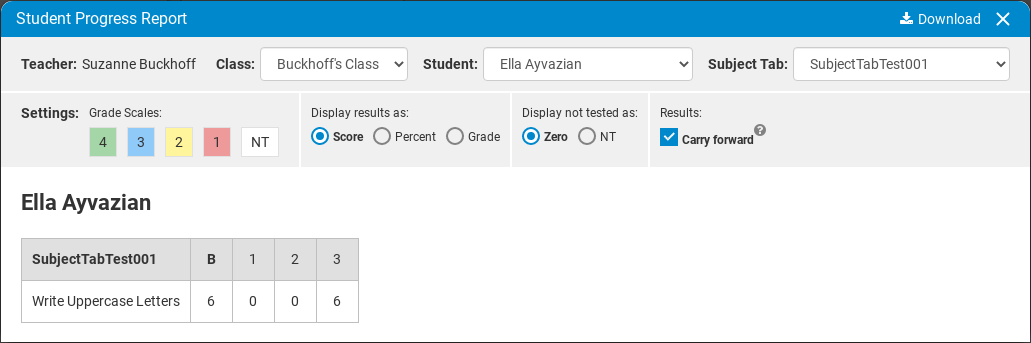 Student Progress Report Download
Teacher: Suzanne Buckhoff Class: Buckhoff's Class Student: Ella Ayvazian Subject Tab: SubjectTabTest001
Settings: Grade Scales: Display results as: Display not tested as: Results:
4 3 2 1 NT Score Percent Grade Zero NT Carry forward ?
Ella Ayvazian
SubjectTabTest001 B 1 2 3
Write Uppercase Letters 6 0 0 6